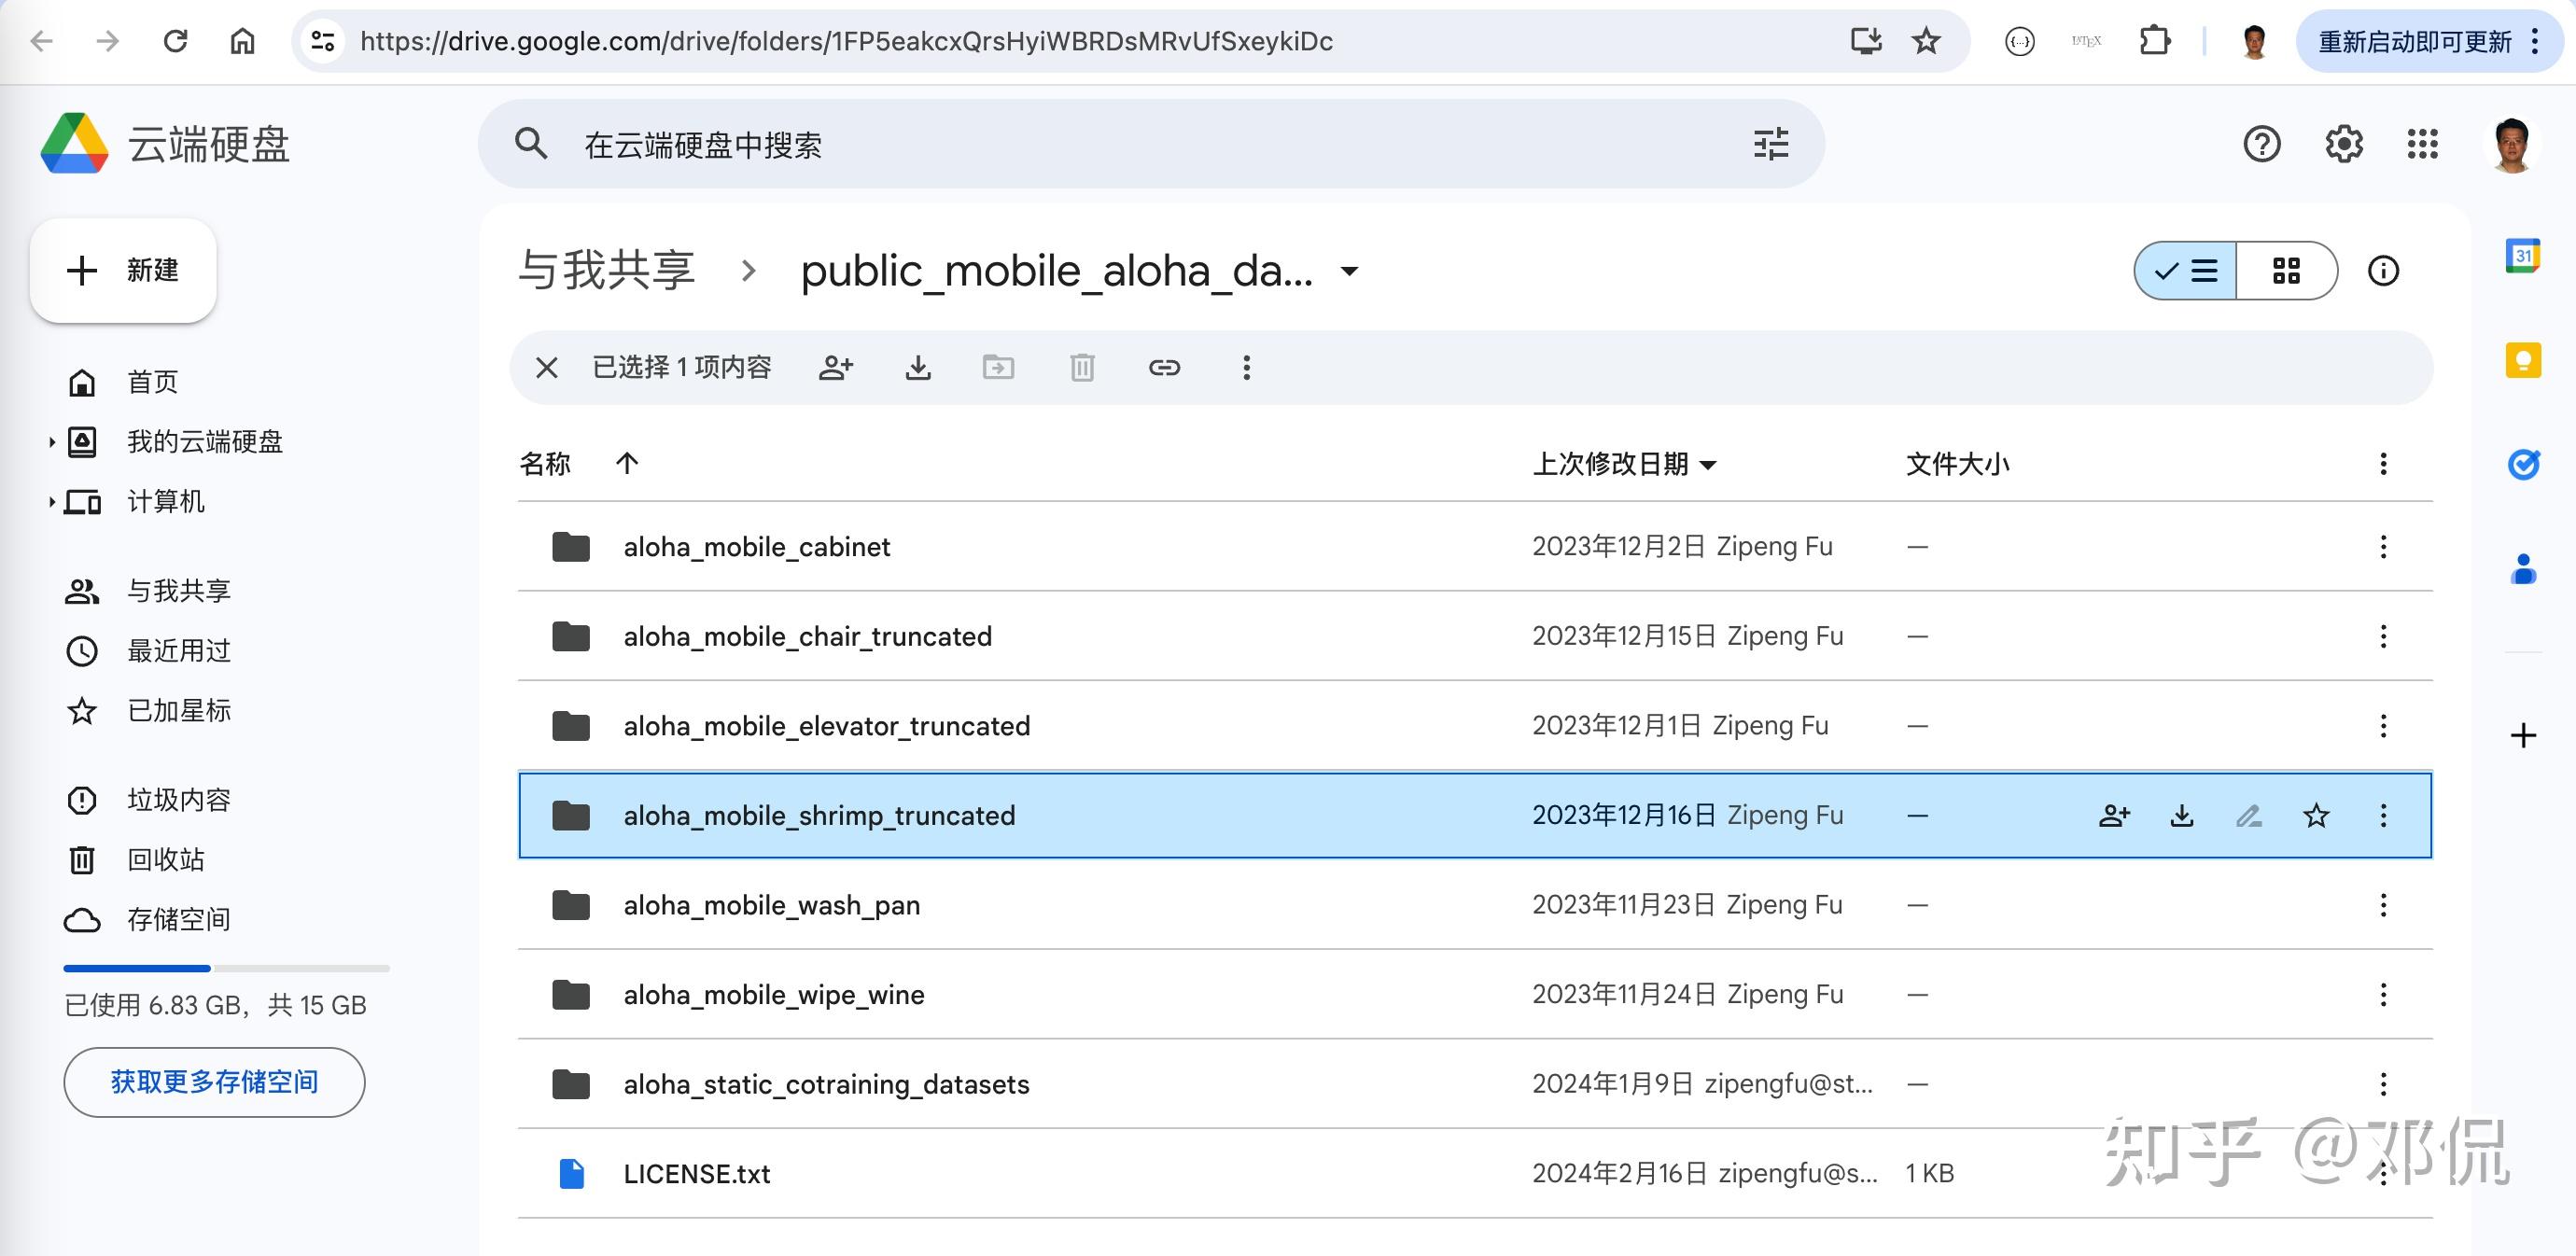 https://drive.google.com/drive/folders/1FP5eakcxQrsHyiWBRDsMRvUfSxeykiDc
LATEX
重新启动即可更新
云端硬盘
在云端硬盘中搜索
新建
与我共享 > public_mobile_aloha_da...
31
已选择 1 项内容
首页
我的云端硬盘
计算机
与我共享
最近用过
已加星标
垃圾内容
回收站
存储空间
已使用 6.83 GB，共 15 GB
获取更多存储空间
名称 上次修改日期 文件大小
aloha_mobile_cabinet 2023年12月2日 Zipeng Fu —
aloha_mobile_chair_truncated 2023年12月15日 Zipeng Fu —
aloha_mobile_elevator_truncated 2023年12月1日 Zipeng Fu —
aloha_mobile_shrimp_truncated 2023年12月16日 Zipeng Fu —
aloha_mobile_wash_pan 2023年11月23日 Zipeng Fu —
aloha_mobile_wipe_wine 2023年11月24日 Zipeng Fu —
aloha_static_cotraining_datasets 2024年1月9日 zipengfu@st... —
LICENSE.txt 2024年2月16日 zipengfu@s... 1 KB
知乎 @邓侃